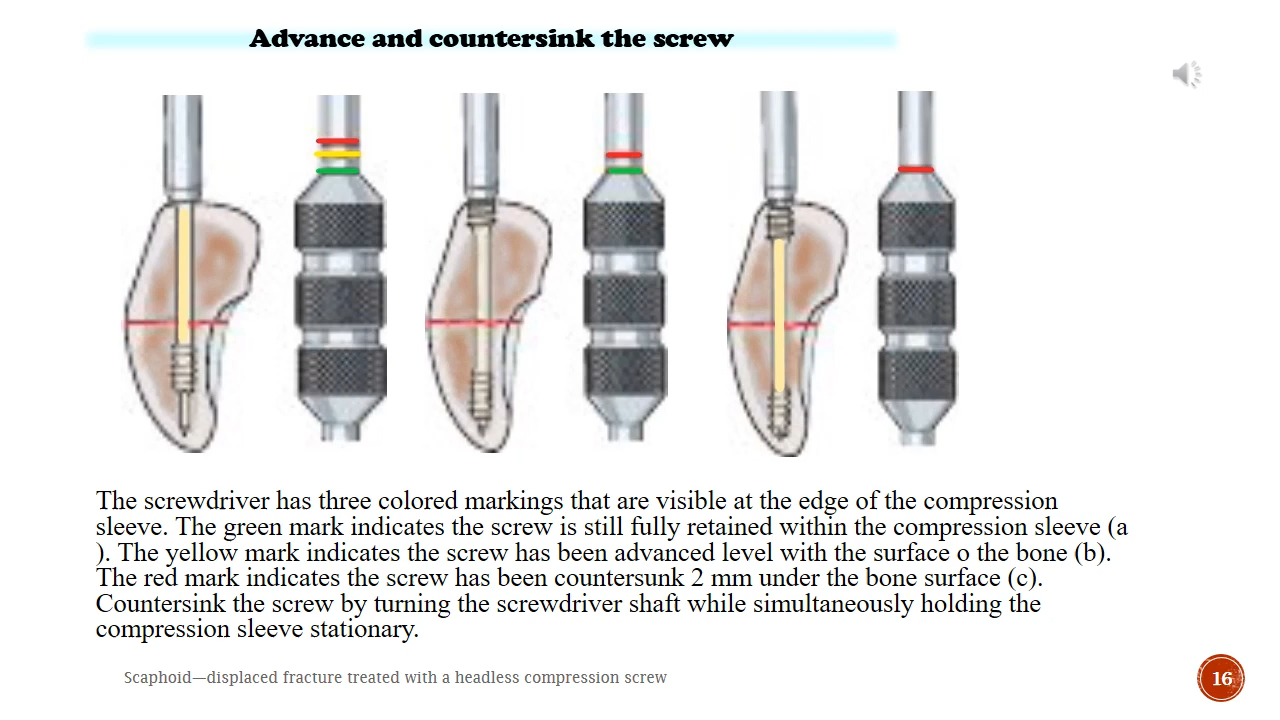 Advance and countersink the screw
The screwdriver has three colored markings that are visible at the edge of the compression
sleeve. The green mark indicates the screw is still fully retained within the compression sleeve (a
). The yellow mark indicates the screw has been advanced level with the surface o the bone (b).
The red mark indicates the screw has been countersunk 2 mm under the bone surface (c).
Countersink the screw by turning the screwdriver shaft while simultaneously holding the
compression sleeve stationary.
Scaphoid—displaced fracture treated with a headless compression screw
16